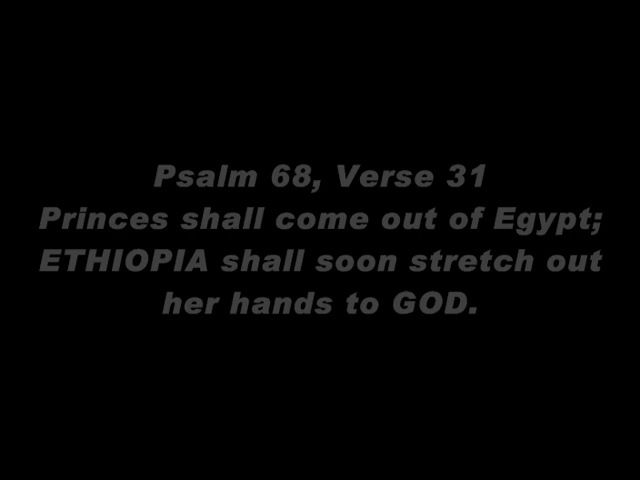 Psalm 68, Verse 31
Princes shall come out of Egypt;
ETHIOPIA shall soon stretch out
her hands to GOD.